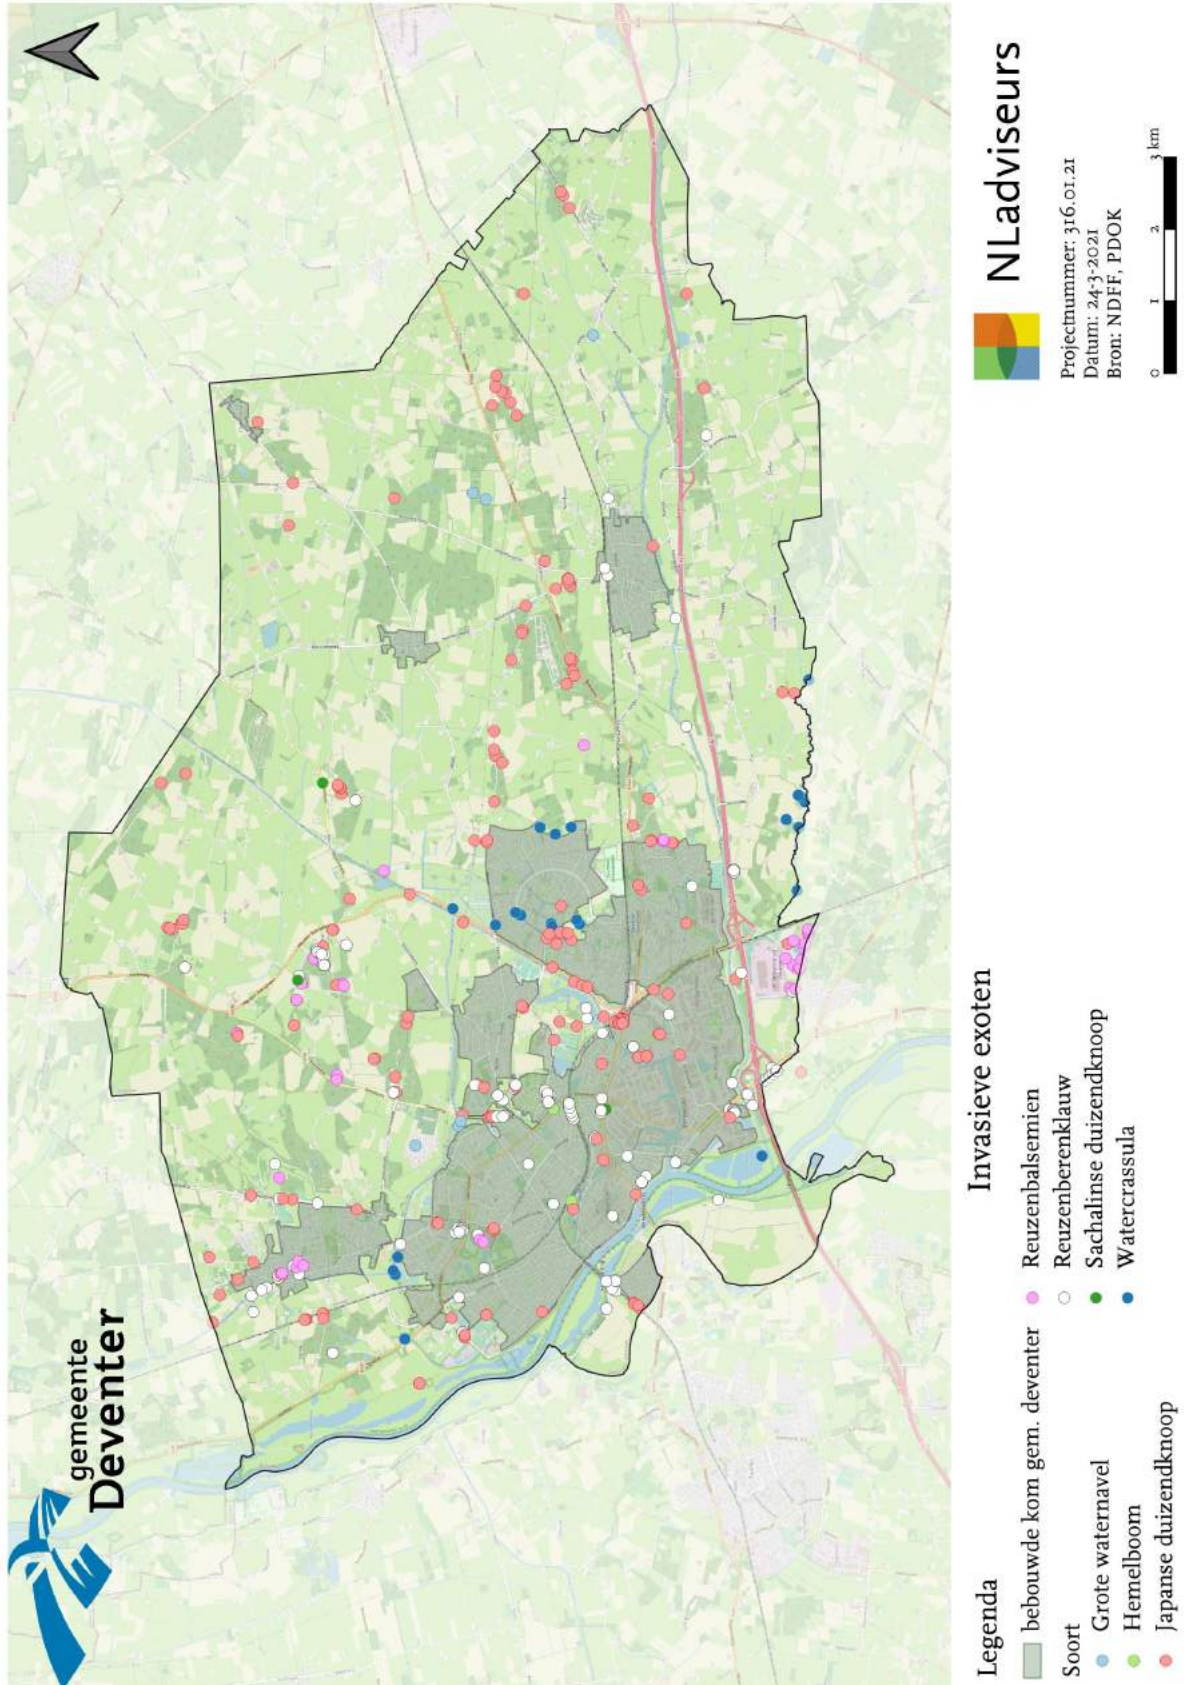 gemeente
Deventer
Legenda
bebouwde kom gem. deventer
Soort
Grote waternavel
Hemelboom
Japanse duizendknoop
Invasieve exoten
Reuzenbalsemien
Reuzenberenklauw
Sachalinse duizendknoop
Watercrassula
NLadviseurs
Projectnummer: 316.01.21
Datum: 24-3-2021
Bron: NDFF, PDOK
0 1 2 3 km